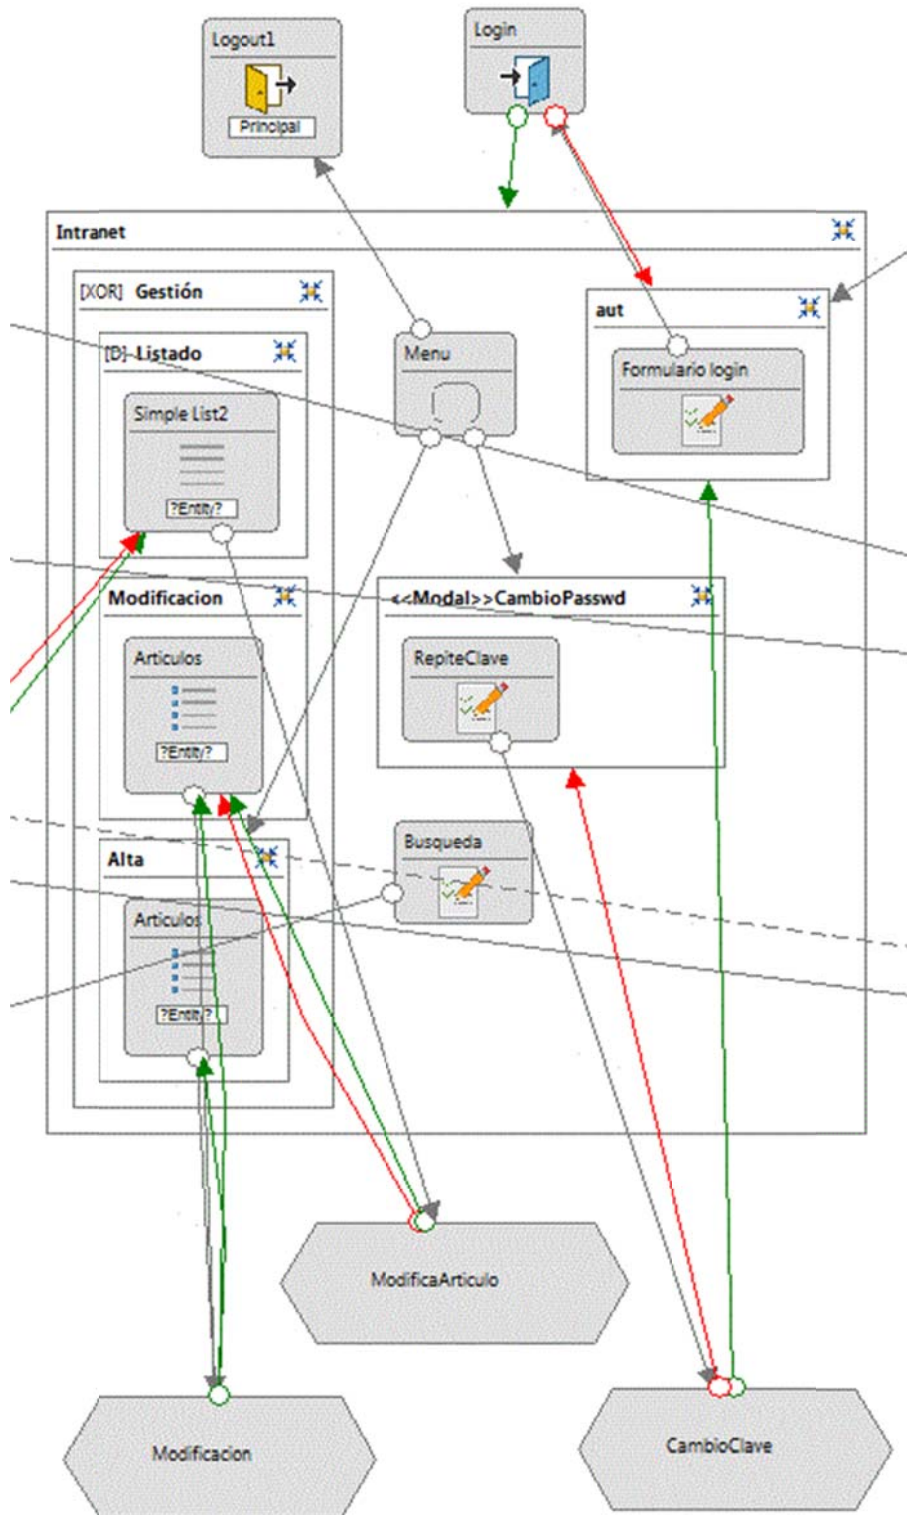 Logout1
Principal
Login
Intranet
[XOR] Gestión
[D] Listado
Simple List2
?Entity?
Menu
aut
Formulario login
Modificacion
Articulos
?Entity?
<<Modal>>CambioPasswd
RepiteClave
Busqueda
Alta
Articulos
?Entity?
ModificaArticulo
Modificacion
CambioClave